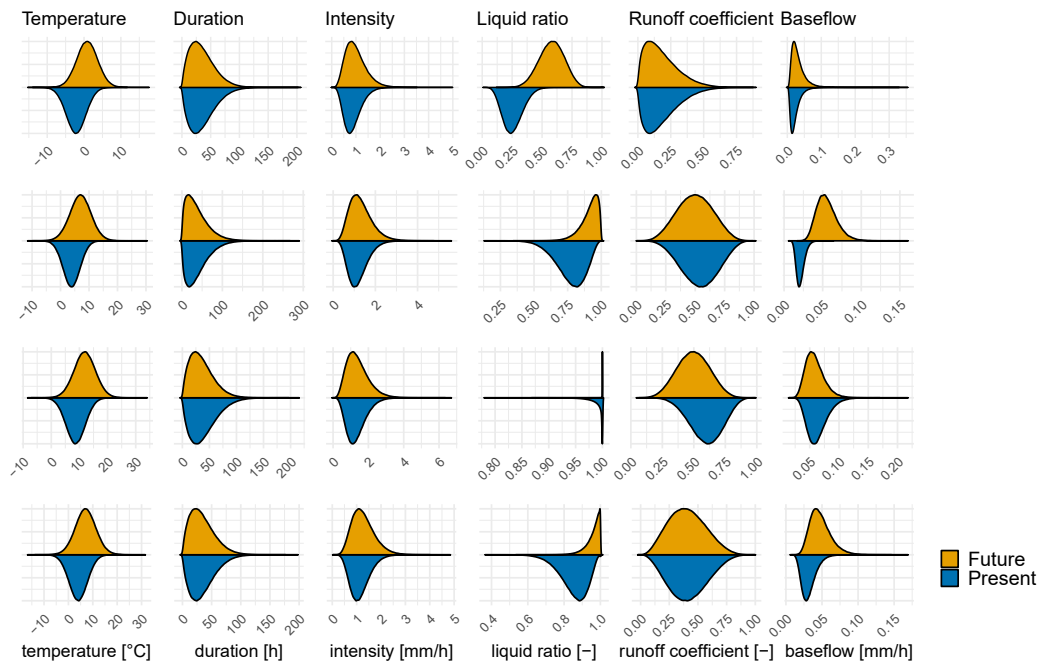 Temperature Duration Intensity Liquid ratio Runoff coefficient Baseflow
−10 0 10 0 50 100 150 200 0 1 2 3 4 5 0.00 0.25 0.50 0.75 1.00 0.00 0.25 0.50 0.75 0.0 0.1 0.2 0.3
−10 0 10 20 30 0 100 200 300 0 2 4 0.25 0.50 0.75 1.00 0.00 0.25 0.50 0.75 1.00 0.00 0.05 0.10 0.15
−10 0 10 20 30 0 50 100 150 200 0 2 4 6 0.80 0.85 0.90 0.95 1.00 0.00 0.25 0.50 0.75 1.00 0.05 0.10 0.15 0.20
−10 0 10 20 30 0 50 100 150 200 0 1 2 3 4 5 0.4 0.6 0.8 1.0 0.00 0.25 0.50 0.75 1.00 0.00 0.05 0.10 0.15
Future
Present
temperature [°C] duration [h] intensity [mm/h] liquid ratio [−] runoff coefficient [−] baseflow [mm/h]